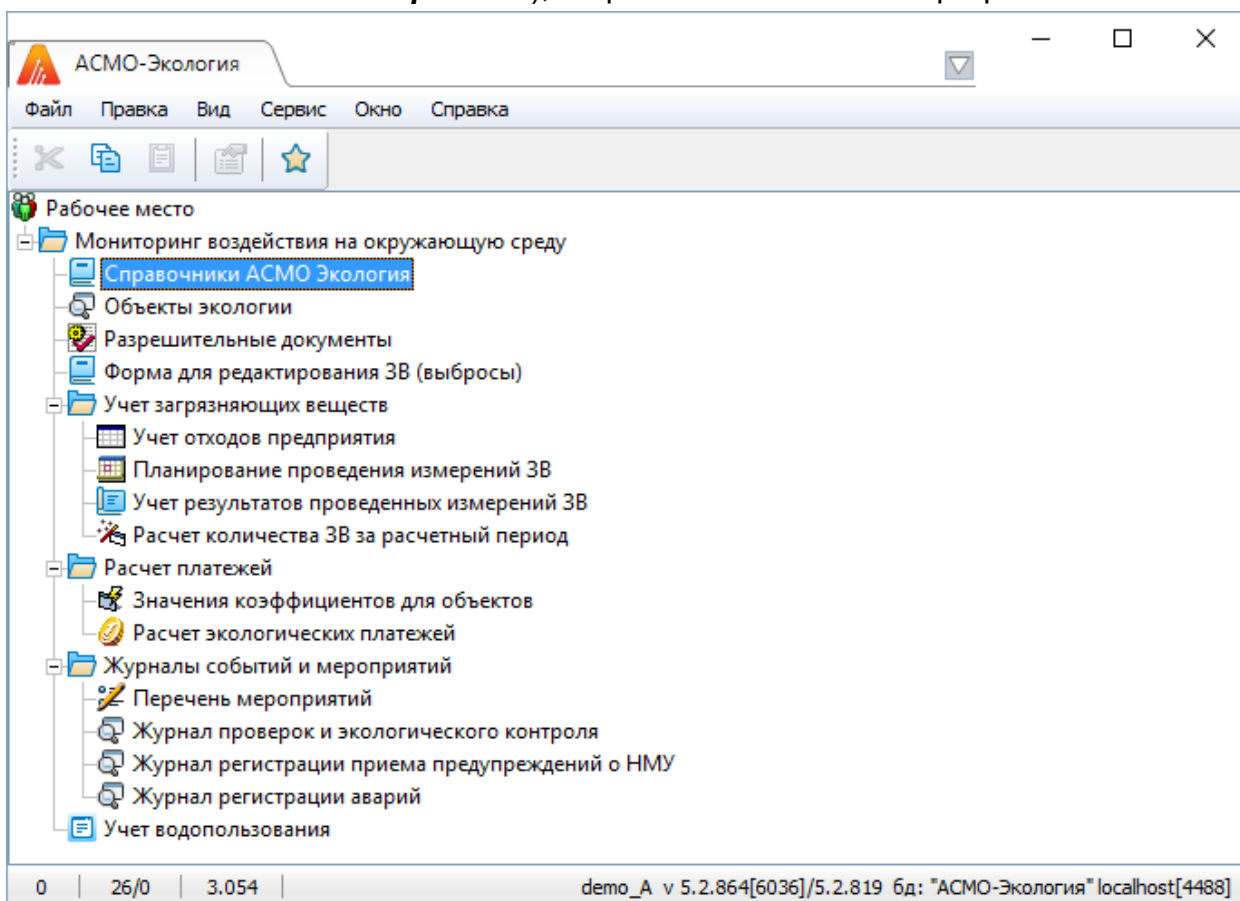 АСМО-Экология
Файл Правка Вид Сервис Окно Справка
Рабочее место
Мониторинг воздействия на окружающую среду
Справочники АСМО Экология
Объекты экологии
Разрешительные документы
Форма для редактирования ЗВ (выбросы)
Учет загрязняющих веществ
Учет отходов предприятия
Планирование проведения измерений ЗВ
Учет результатов проведенных измерений ЗВ
Расчет количества ЗВ за расчетный период
Расчет платежей
Значения коэффициентов для объектов
Расчет экологических платежей
Журналы событий и мероприятий
Перечень мероприятий
Журнал проверок и экологического контроля
Журнал регистрации приема предупреждений о НМУ
Журнал регистрации аварий
Учет водопользования
0 26/0 3.054 demo_A v 5.2.864[6036]/5.2.819 бд: "АСМО-Экология" localhost[4488]